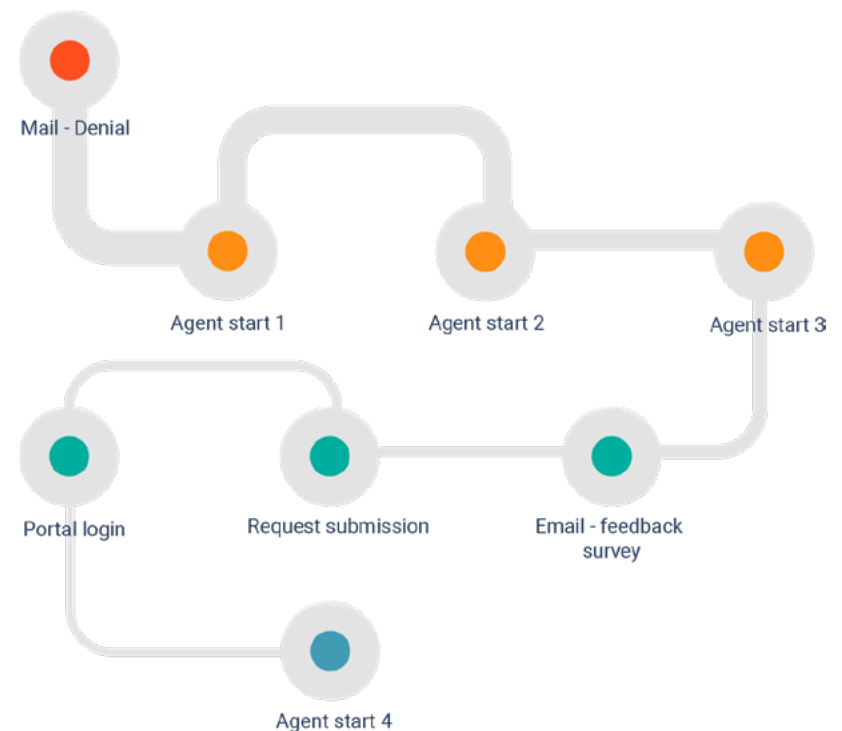 Mail - Denial
Agent start 1
Agent start 2
Agent start 3
Portal login
Request submission
Email - feedback
survey
Agent start 4